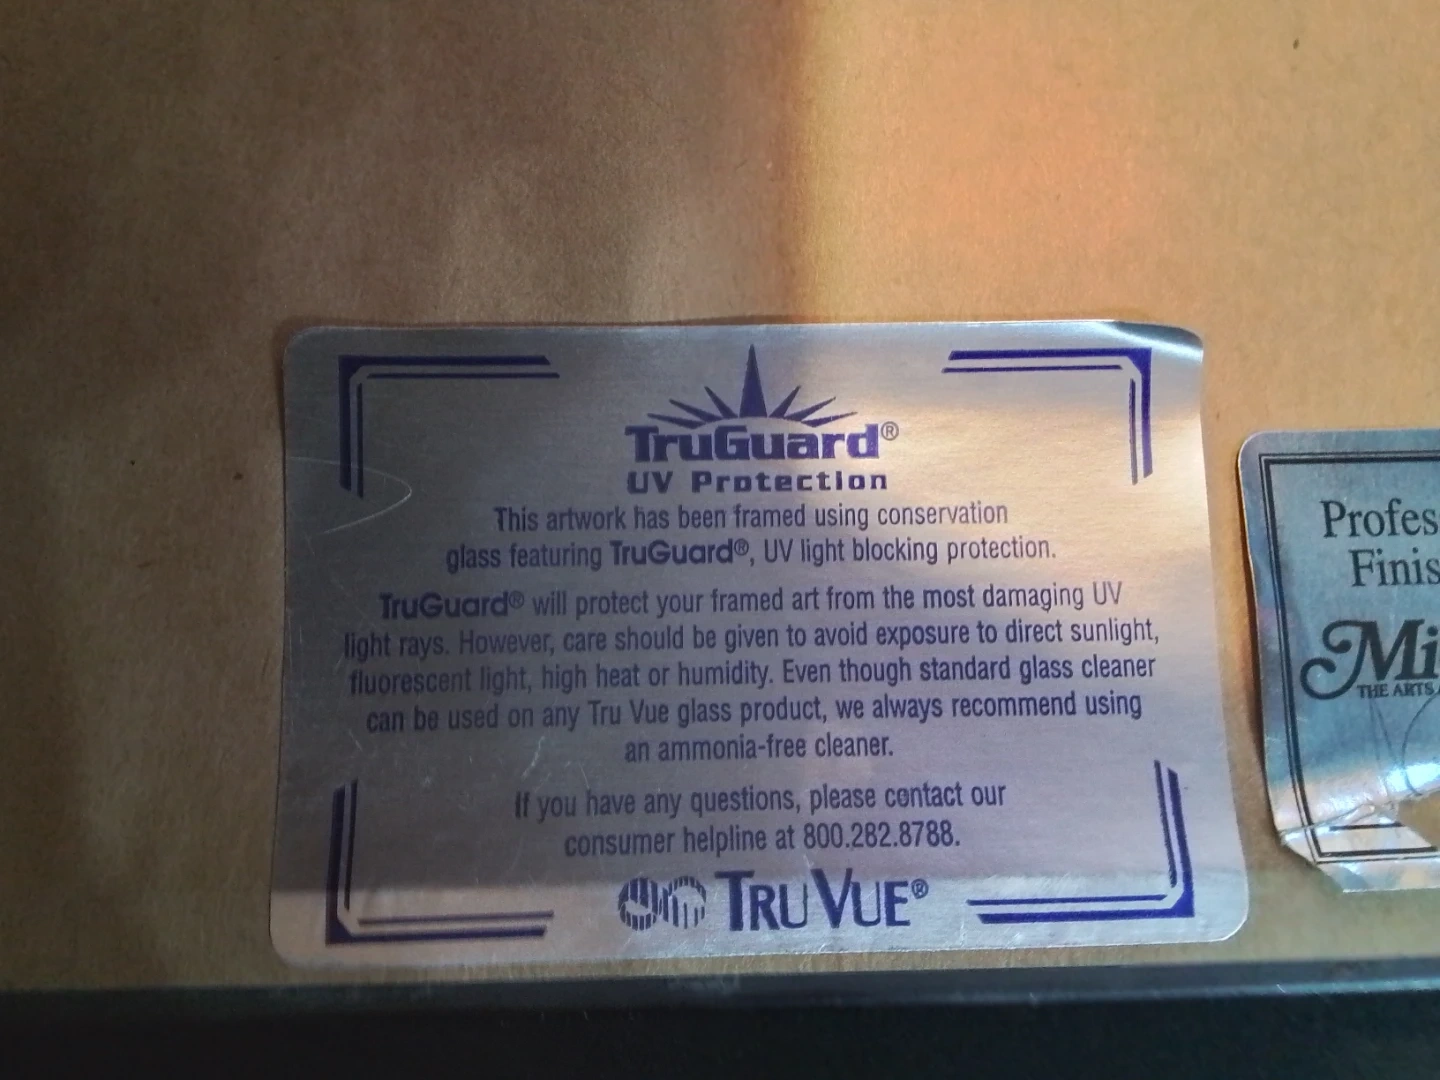 TruGuard®
UV Protection
This artwork has been framed using conservation
glass featuring TruGuard®, UV light blocking protection.
TruGuard® will protect your framed art from the most damaging UV
light rays. However, care should be given to avoid exposure to direct sunlight,
fluorescent light, high heat or humidity. Even though standard glass cleaner
can be used on any Tru Vue glass product, we always recommend using
an ammonia-free cleaner.
If you have any questions, please contact our
consumer helpline at 800.282.8788.
TRU VUE®
Profes
Finis
Mi
THE ARTS